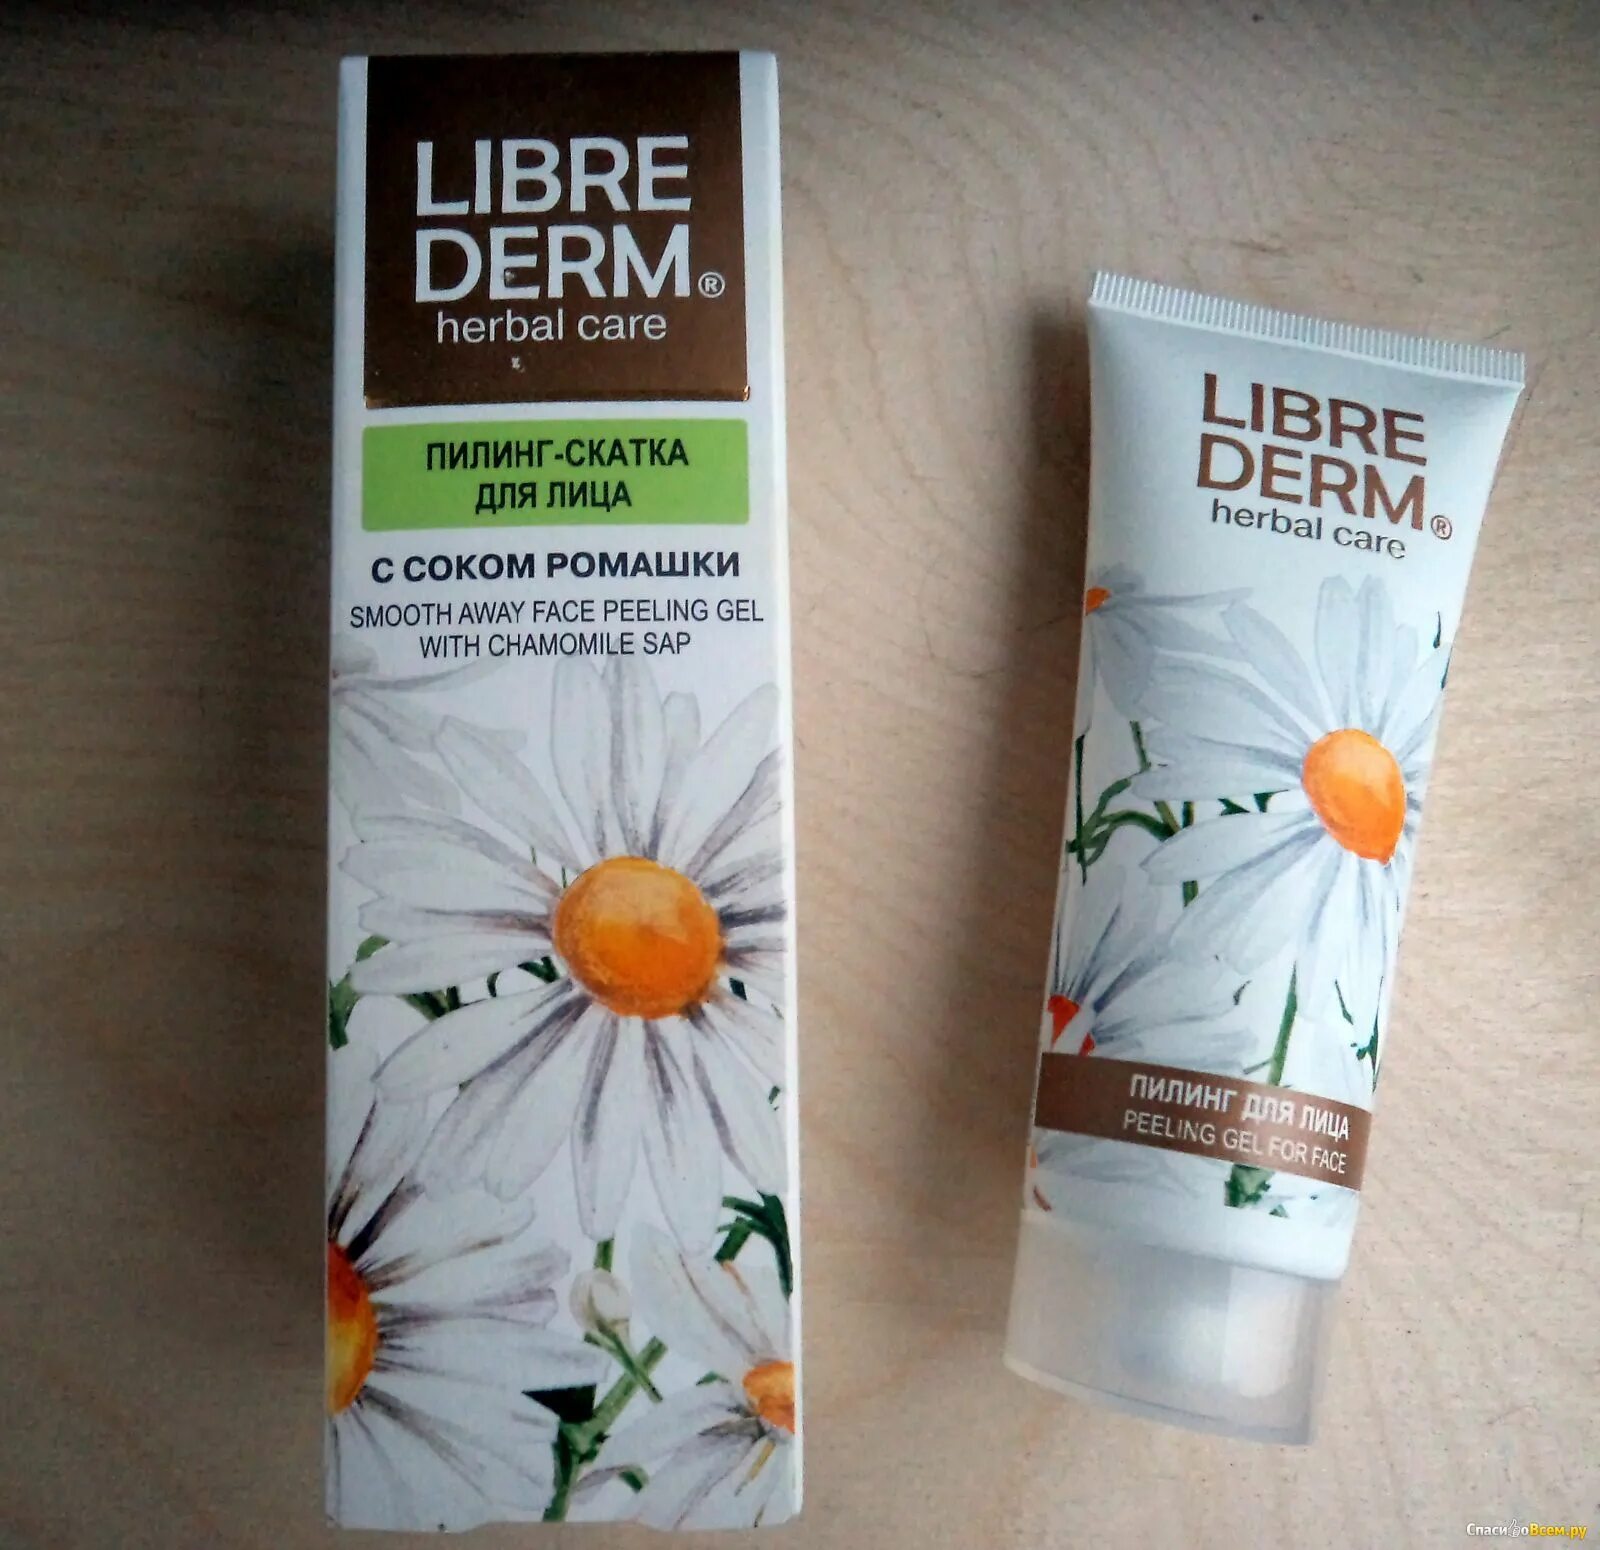 LIBRE
DERM®
herbal care
ПИЛИНГ-СКАТКА
ДЛЯ ЛИЦА
С СОКОМ РОМАШКИ
SMOOTH AWAY FACE PEELING GEL
WITH CHAMOMILE SAP
LIBRE
DERM®
herbal care
ПИЛИНГ ДЛЯ ЛИЦА
PEELING GEL FOR FACE
СпасибоВсем.ру